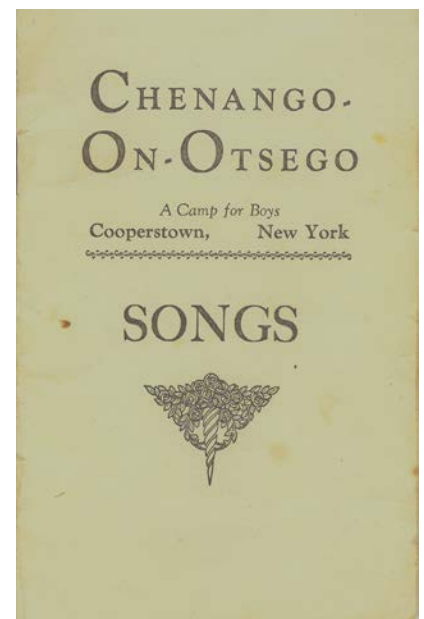 CHENANGO-
ON-OTSEGO
A Camp for Boys
Cooperstown, New York
SONGS